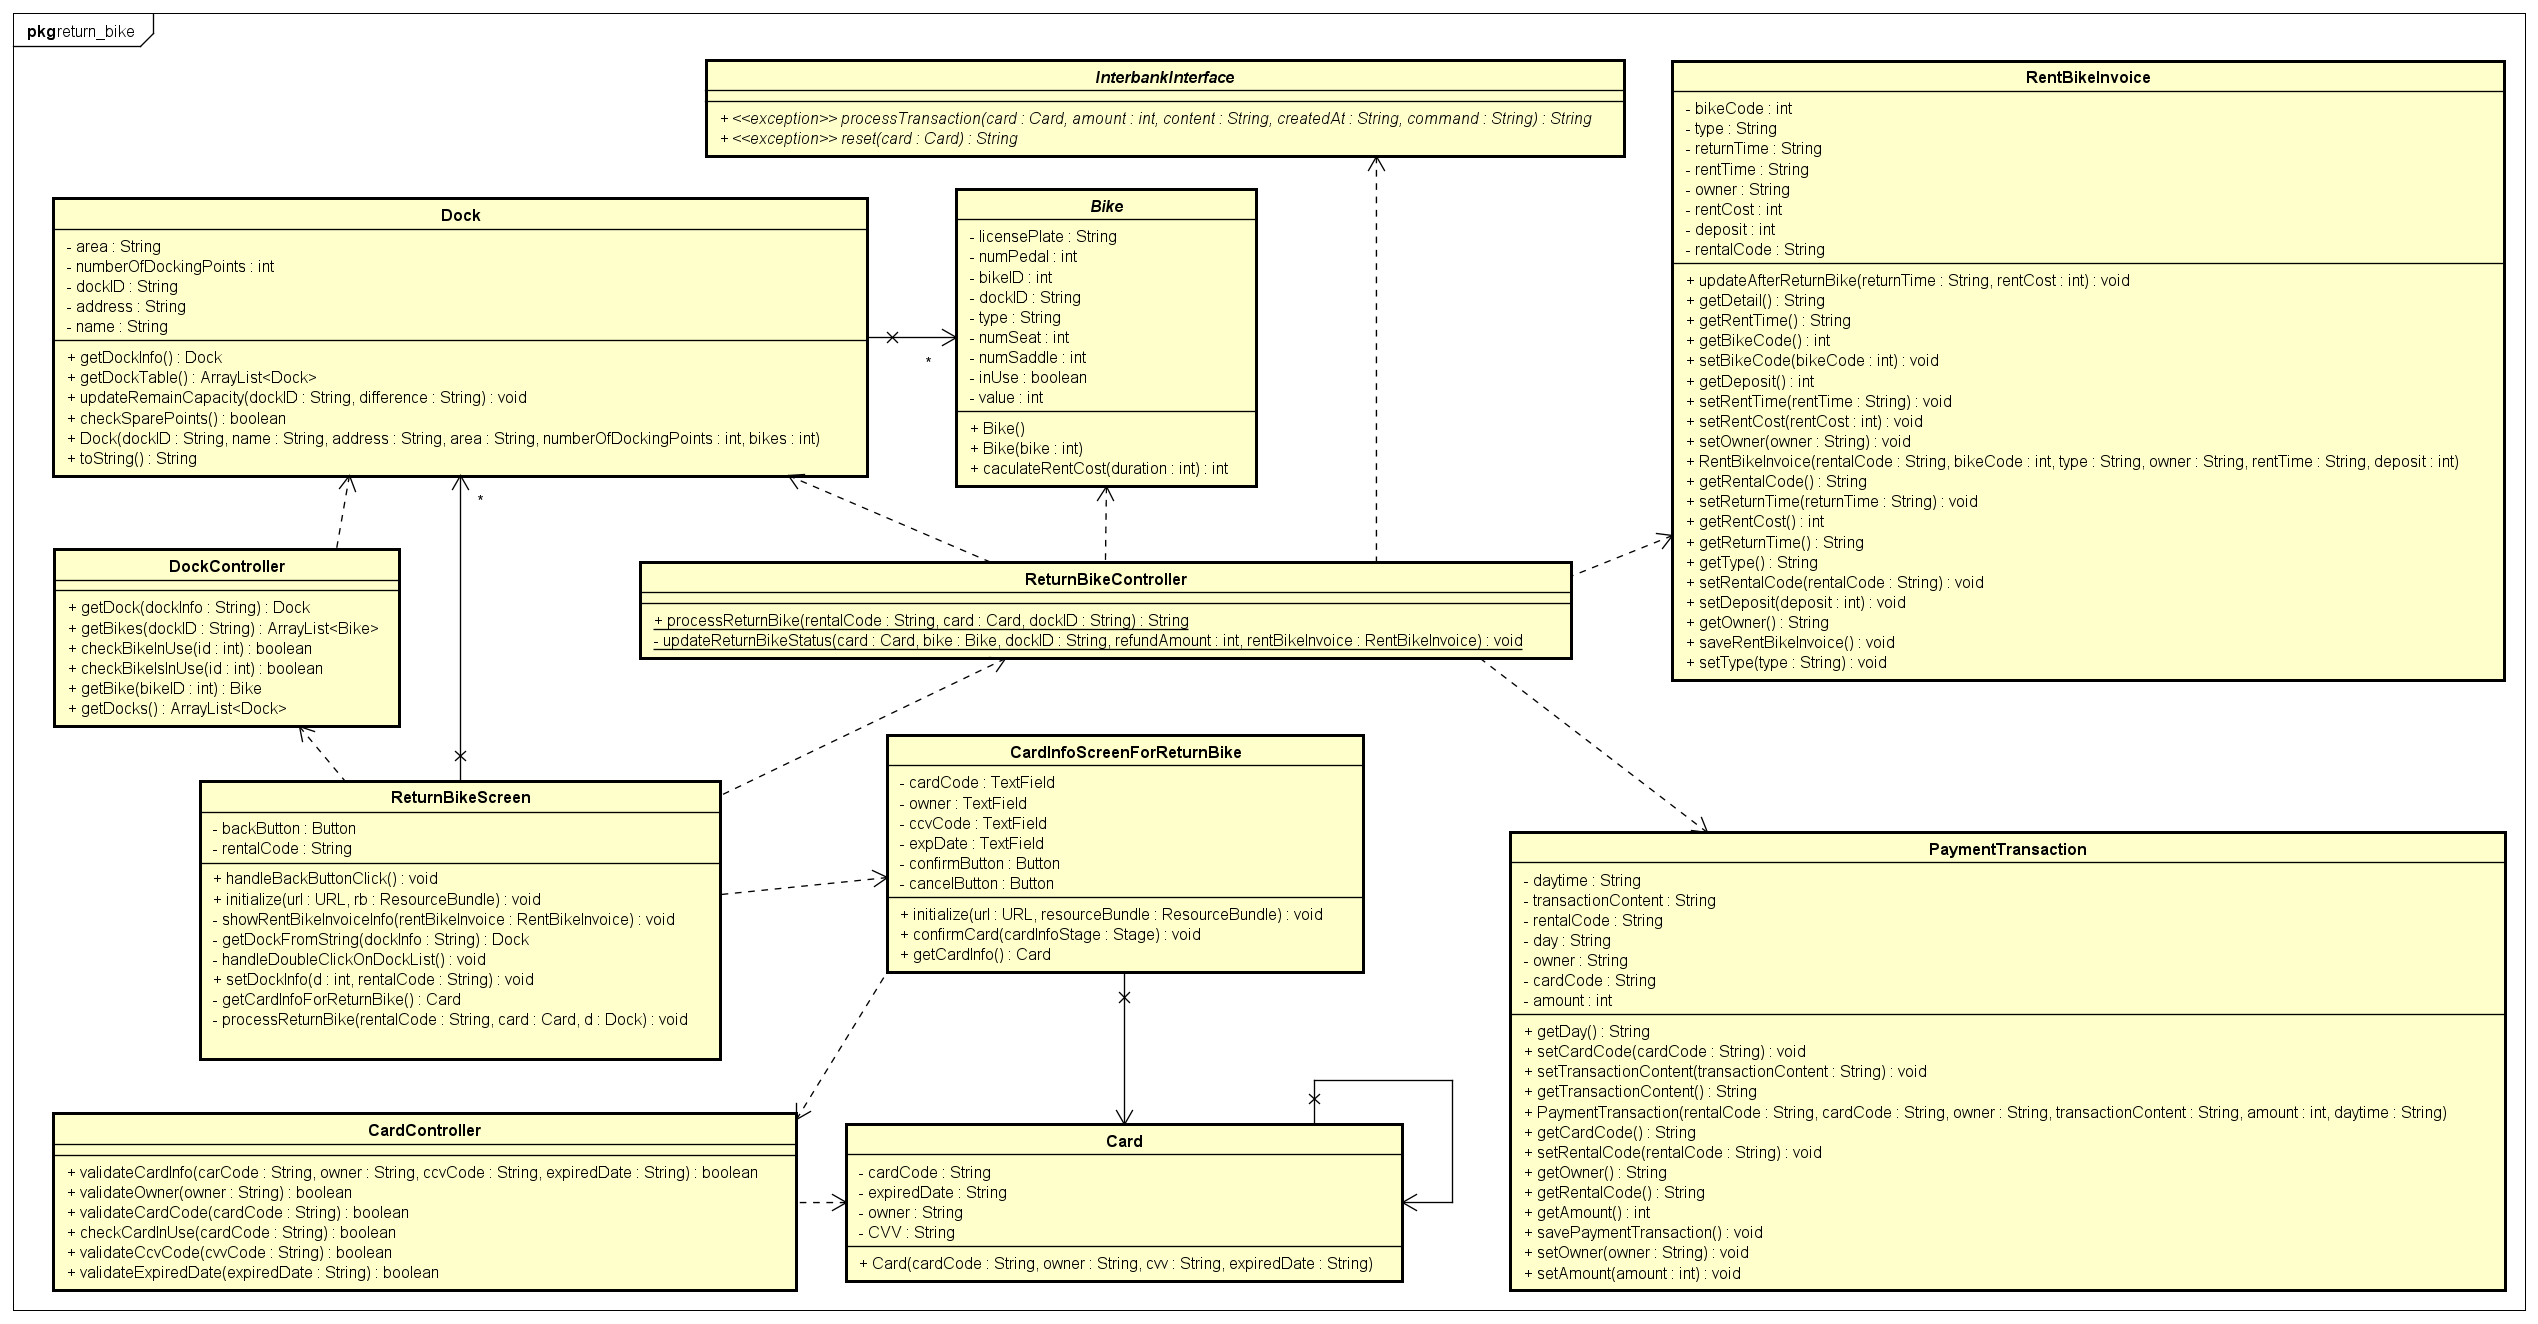 pkg return_bike
InterbankInterface
+ <<exception>> processTransaction(card : Card, amount : int, content : String, createdAt : String, command : String) : String
+ <<exception>> reset(card : Card) : String
RentBikeInvoice
- bikeCode : int
- type : String
- returnTime : String
- rentTime : String
- owner : String
- rentCost : int
- deposit : int
- rentalCode : String
+ updateAfterReturnBike(returnTime : String, rentCost : int) : void
+ getDetail() : String
+ getRentTime() : String
+ getBikeCode() : int
+ setBikeCode(bikeCode : int) : void
+ getDeposit() : int
+ setRentTime(rentTime : String) : void
+ setRentCost(rentCost : int) : void
+ setOwner(owner : String) : void
+ RentBikeInvoice(rentalCode : String, bikeCode : int, type : String, owner : String, rentTime : String, deposit : int)
+ getRentalCode() : String
+ setReturnTime(returnTime : String) : void
+ getRentCost() : int
+ getReturnTime() : String
+ getType() : String
+ setRentalCode(rentalCode : String) : void
+ setDeposit(deposit : int) : void
+ getOwner() : String
+ saveRentBikeInvoice() : void
+ setType(type : String) : void
Dock
- area : String
- numberOfDockingPoints : int
- dockID : String
- address : String
- name : String
+ getDockInfo() : Dock
+ getDockTable() : ArrayList<Dock>
+ updateRemainCapacity(dockID : String, difference : String) : void
+ checkSparePoints() : boolean
+ Dock(dockID : String, name : String, address : String, area : String, numberOfDockingPoints : int, bikes : int)
+ toString() : String
*
*
Bike
- licensePlate : String
- numPedal : int
- bikeID : int
- dockID : String
- type : String
- numSeat : int
- numSaddle : int
- inUse : boolean
- value : int
+ Bike()
+ Bike(bike : int)
+ caculateRentCost(duration : int) : int
DockController
+ getDock(dockInfo : String) : Dock
+ getBikes(dockID : String) : ArrayList<Bike>
+ checkBikeInUse(id : int) : boolean
+ checkBikeIsInUse(id : int) : boolean
+ getBike(bikeID : int) : Bike
+ getDocks() : ArrayList<Dock>
ReturnBikeController
+ processReturnBike(rentalCode : String, card : Card, dockID : String) : String
- updateReturnBikeStatus(card : Card, bike : Bike, dockID : String, refundAmount : int, rentBikeInvoice : RentBikeInvoice) : void
ReturnBikeScreen
- backButton : Button
- rentalCode : String
+ handleBackButtonClick() : void
+ initialize(url : URL, rb : ResourceBundle) : void
- showRentBikeInvoiceInfo(rentBikeInvoice : RentBikeInvoice) : void
- getDockFromString(dockInfo : String) : Dock
- handleDoubleClickOnDockList() : void
+ setDockInfo(d : int, rentalCode : String) : void
- getCardInfoForReturnBike() : Card
- processReturnBike(rentalCode : String, card : Card, d : Dock) : void
CardInfoScreenForReturnBike
- cardCode : TextField
- owner : TextField
- ccvCode : TextField
- expDate : TextField
- confirmButton : Button
- cancelButton : Button
+ initialize(url : URL, resourceBundle : ResourceBundle) : void
+ confirmCard(cardInfoStage : Stage) : void
+ getCardInfo() : Card
PaymentTransaction
- daytime : String
- transactionContent : String
- rentalCode : String
- day : String
- owner : String
- cardCode : String
- amount : int
+ getDay() : String
+ setCardCode(cardCode : String) : void
+ setTransactionContent(transactionContent : String) : void
+ getTransactionContent() : String
+ PaymentTransaction(rentalCode : String, cardCode : String, owner : String, transactionContent : String, amount : int, daytime : String)
+ getCardCode() : String
+ setRentalCode(rentalCode : String) : void
+ getOwner() : String
+ getRentalCode() : String
+ getAmount() : int
+ savePaymentTransaction() : void
+ setOwner(owner : String) : void
+ setAmount(amount : int) : void
CardController
+ validateCardInfo(carCode : String, owner : String, ccvCode : String, expiredDate : String) : boolean
+ validateOwner(owner : String) : boolean
+ validateCardCode(cardCode : String) : boolean
+ checkCardInUse(cardCode : String) : boolean
+ validateCcvCode(cvvCode : String) : boolean
+ validateExpiredDate(expiredDate : String) : boolean
Card
- cardCode : String
- expiredDate : String
- owner : String
- CVV : String
+ Card(cardCode : String, owner : String, cvv : String, expiredDate : String)